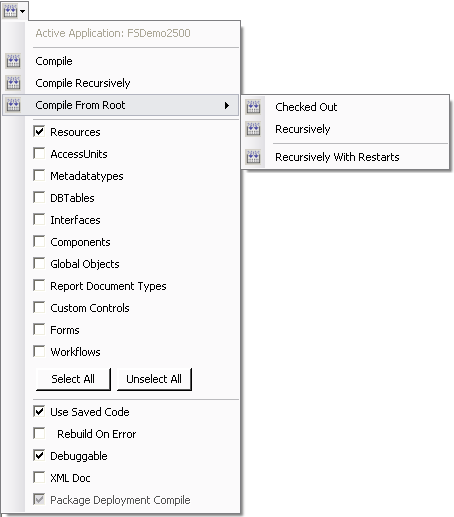 Active Application: FSDemo2500
Compile
Compile Recursively
Compile From Root
Checked Out
Recursively
Recursively With Restarts
Resources
AccessUnits
Metadatatypes
DBTables
Interfaces
Components
Global Objects
Report Document Types
Custom Controls
Forms
Workflows
Select All Unselect All
Use Saved Code
Rebuild On Error
Debuggable
XML Doc
Package Deployment Compile